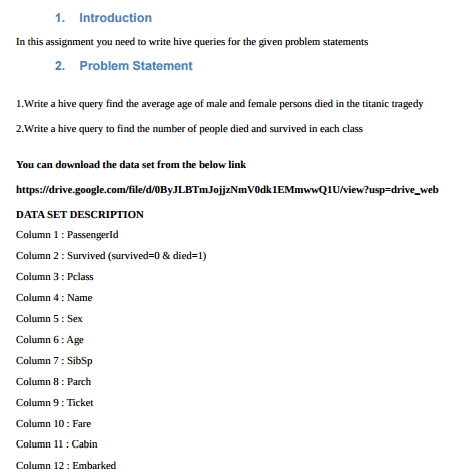 1. Introduction
In this assignment you need to write hive queries for the given problem statements
2. Problem Statement
1.Write a hive query find the average age of male and female persons died in the titanic tragedy
2.Write a hive query to find the number of people died and survived in each class
You can download the data set from the below link
https://drive.google.com/file/d/0ByJLBTmJojjzNmV0dk1EMmwwQ1U/view?usp=drive_web
DATA SET DESCRIPTION
Column 1 : PassengerId
Column 2 : Survived (survived=0 & died=1)
Column 3 : Pclass
Column 4 : Name
Column 5 : Sex
Column 6 : Age
Column 7 : SibSp
Column 8 : Parch
Column 9 : Ticket
Column 10 : Fare
Column 11 : Cabin
Column 12 : Embarked